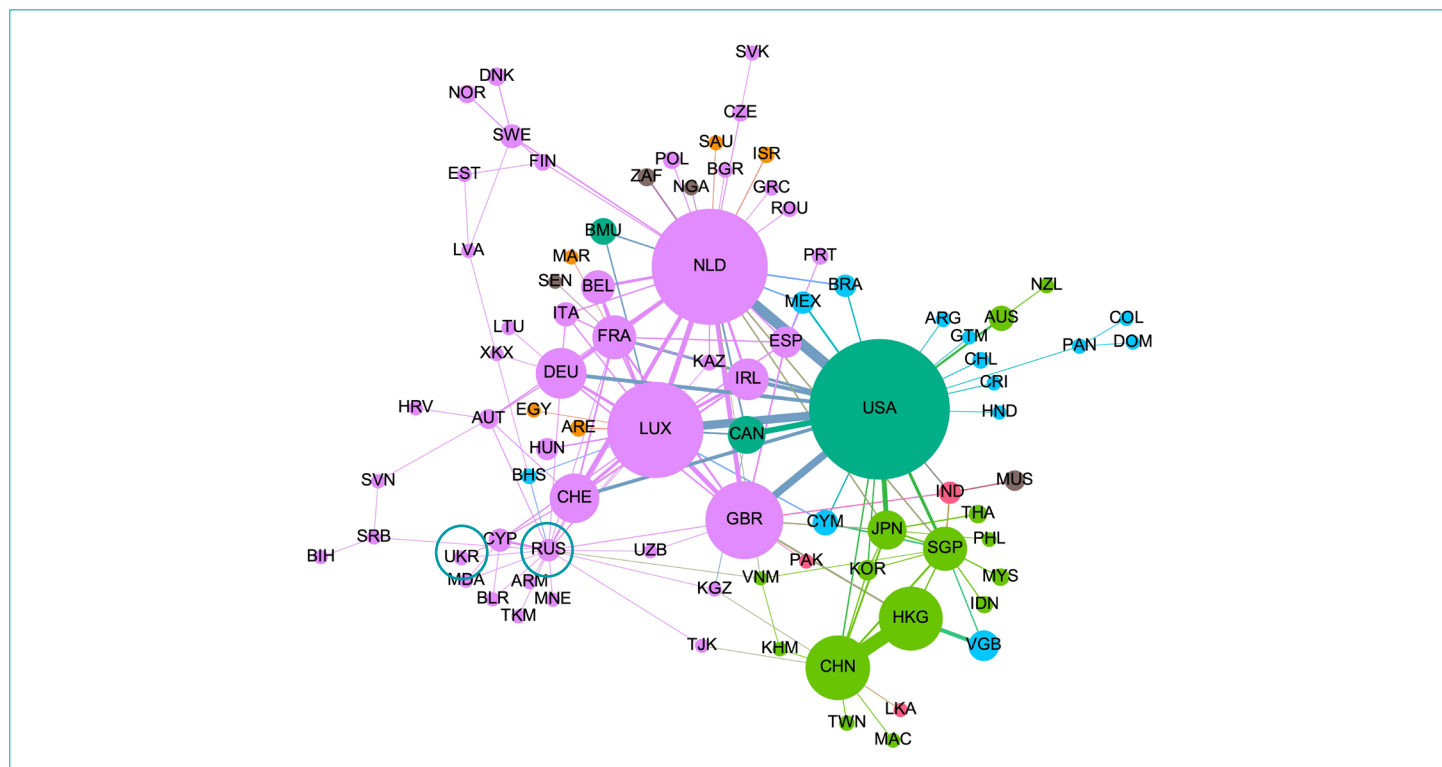 SVK
DNK
NOR
CZE
SWE
SAU
ISR
FIN
POL
BGR
EST
ZAF
NGA
GRC
ROU
BMU
LVA
MAR
NLD
PRT
SEN
BEL
BRA
NZL
MEX
ITA
ARG
AUS
COL
LTU
FRA
ESP
GTM
PAN
DOM
XKX
KAZ
CHL
DEU
IRL
CRI
HRV
EGY
USA
HND
AUT
ARE
LUX
CAN
HUN
BHS
SVN
MUS
CHE
IND
GBR
CYM
THA
SRB
CYP
JPN
PHL
BIH
UKR
RUS
UZB
SGP
PAK
KOR
MDA
ARM
VNM
MYS
BLR
MNE
KGZ
TKM
IDN
HKG
TJK
KHM
VGB
CHN
LKA
TWN
MAC